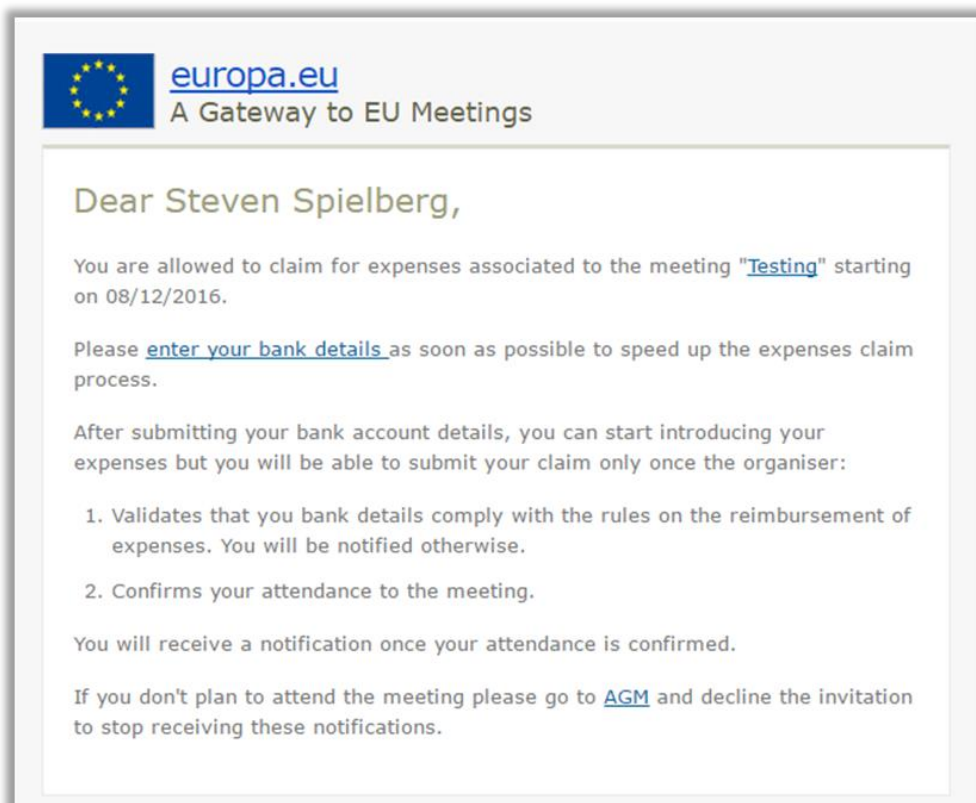 europa.eu
A Gateway to EU Meetings
Dear Steven Spielberg,
You are allowed to claim for expenses associated to the meeting "Testing" starting
on 08/12/2016.
Please enter your bank details as soon as possible to speed up the expenses claim
process.
After submitting your bank account details, you can start introducing your
expenses but you will be able to submit your claim only once the organiser:
1. Validates that you bank details comply with the rules on the reimbursement of
expenses. You will be notified otherwise.
2. Confirms your attendance to the meeting.
You will receive a notification once your attendance is confirmed.
If you don't plan to attend the meeting please go to AGM and decline the invitation
to stop receiving these notifications.